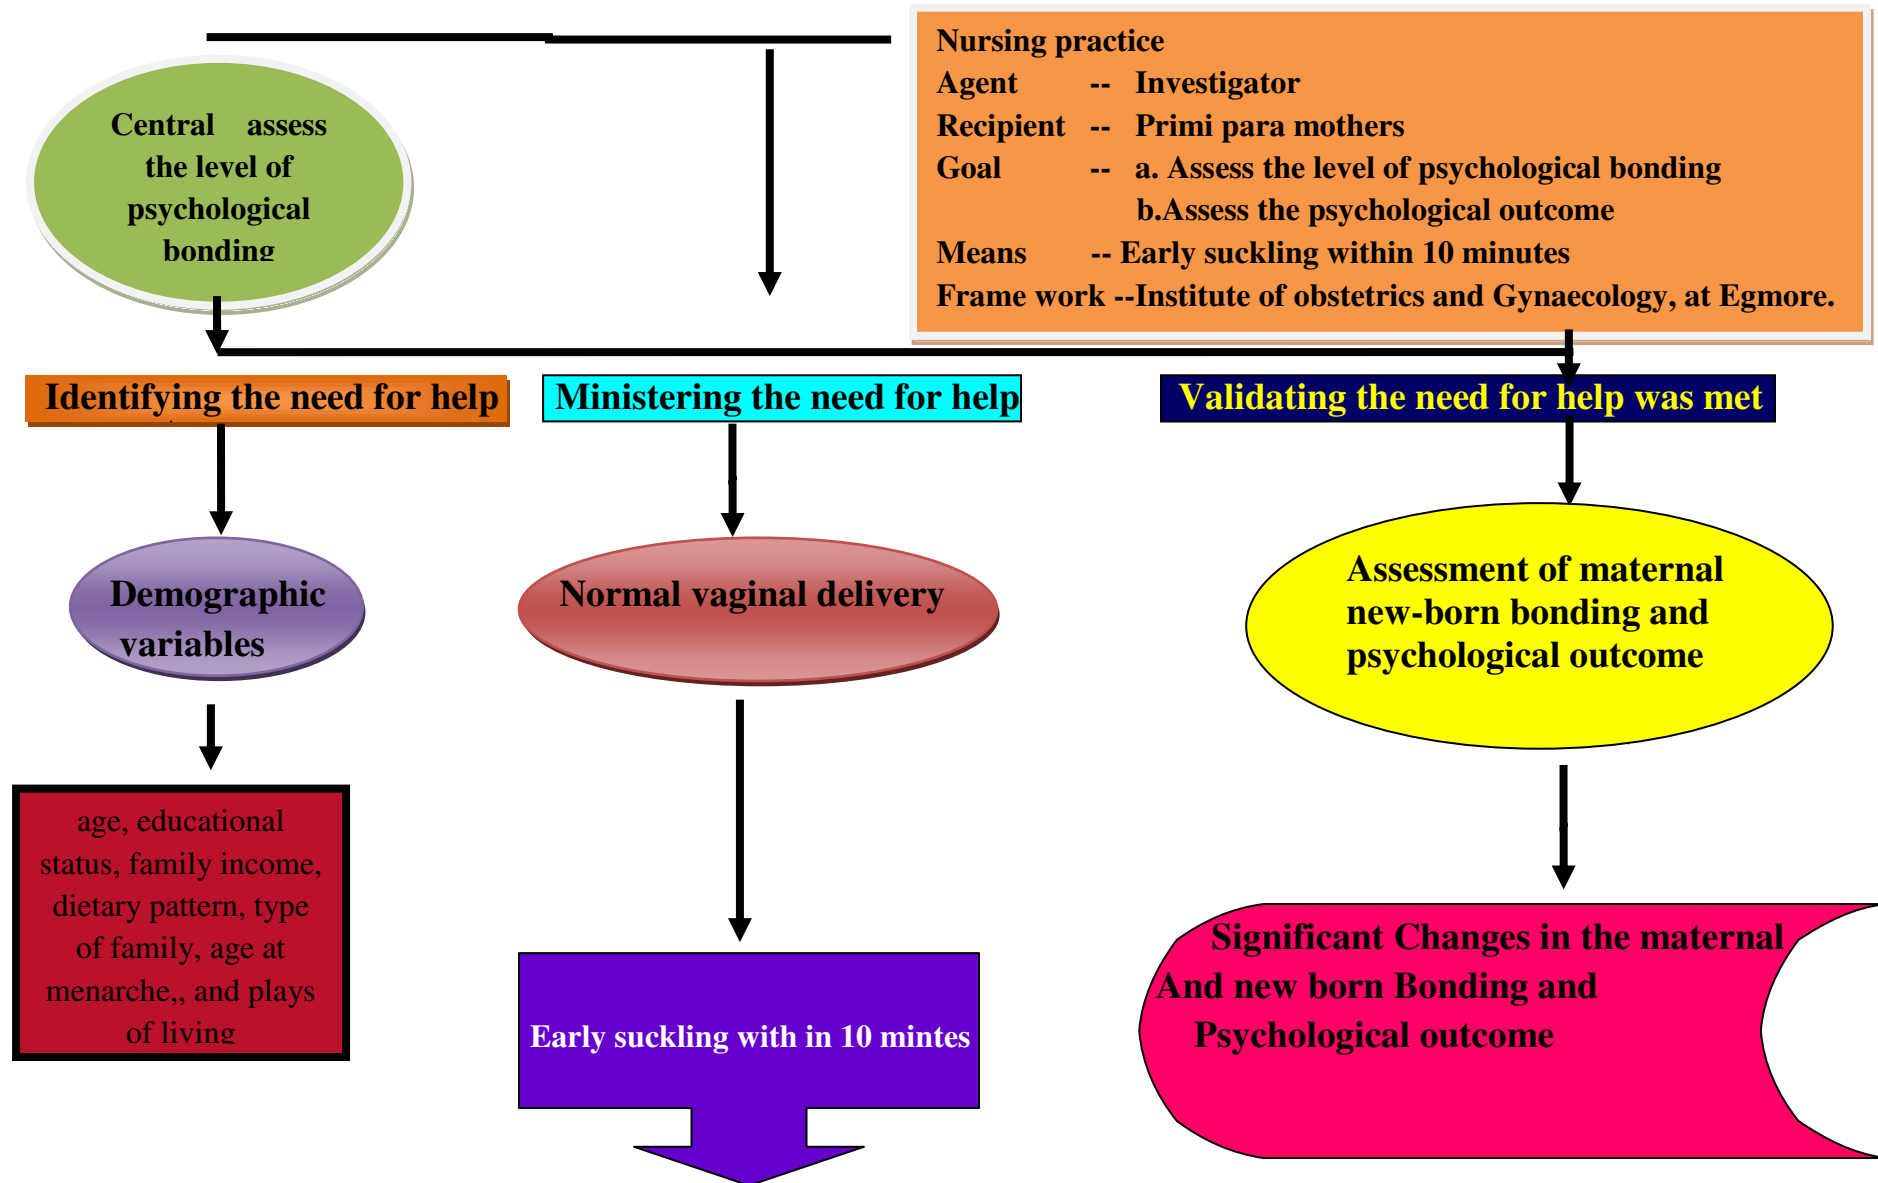 Central assess
the level of
psychological
bonding
Nursing practice
Agent -- Investigator
Recipient -- Primi para mothers
Goal -- a. Assess the level of psychological bonding
b.Assess the psychological outcome
Means -- Early suckling within 10 minutes
Frame work --Institute of obstetrics and Gynaecology, at Egmore.
Identifying the need for help
Ministering the need for help
Validating the need for help was met
Demographic
variables
Normal vaginal delivery
Assessment of maternal
new-born bonding and
psychological outcome
age, educational
status, family income,
dietary pattern, type
of family, age at
menarche,, and plays
of living
Early suckling with in 10 mintes
Significant Changes in the maternal
And new born Bonding and
Psychological outcome